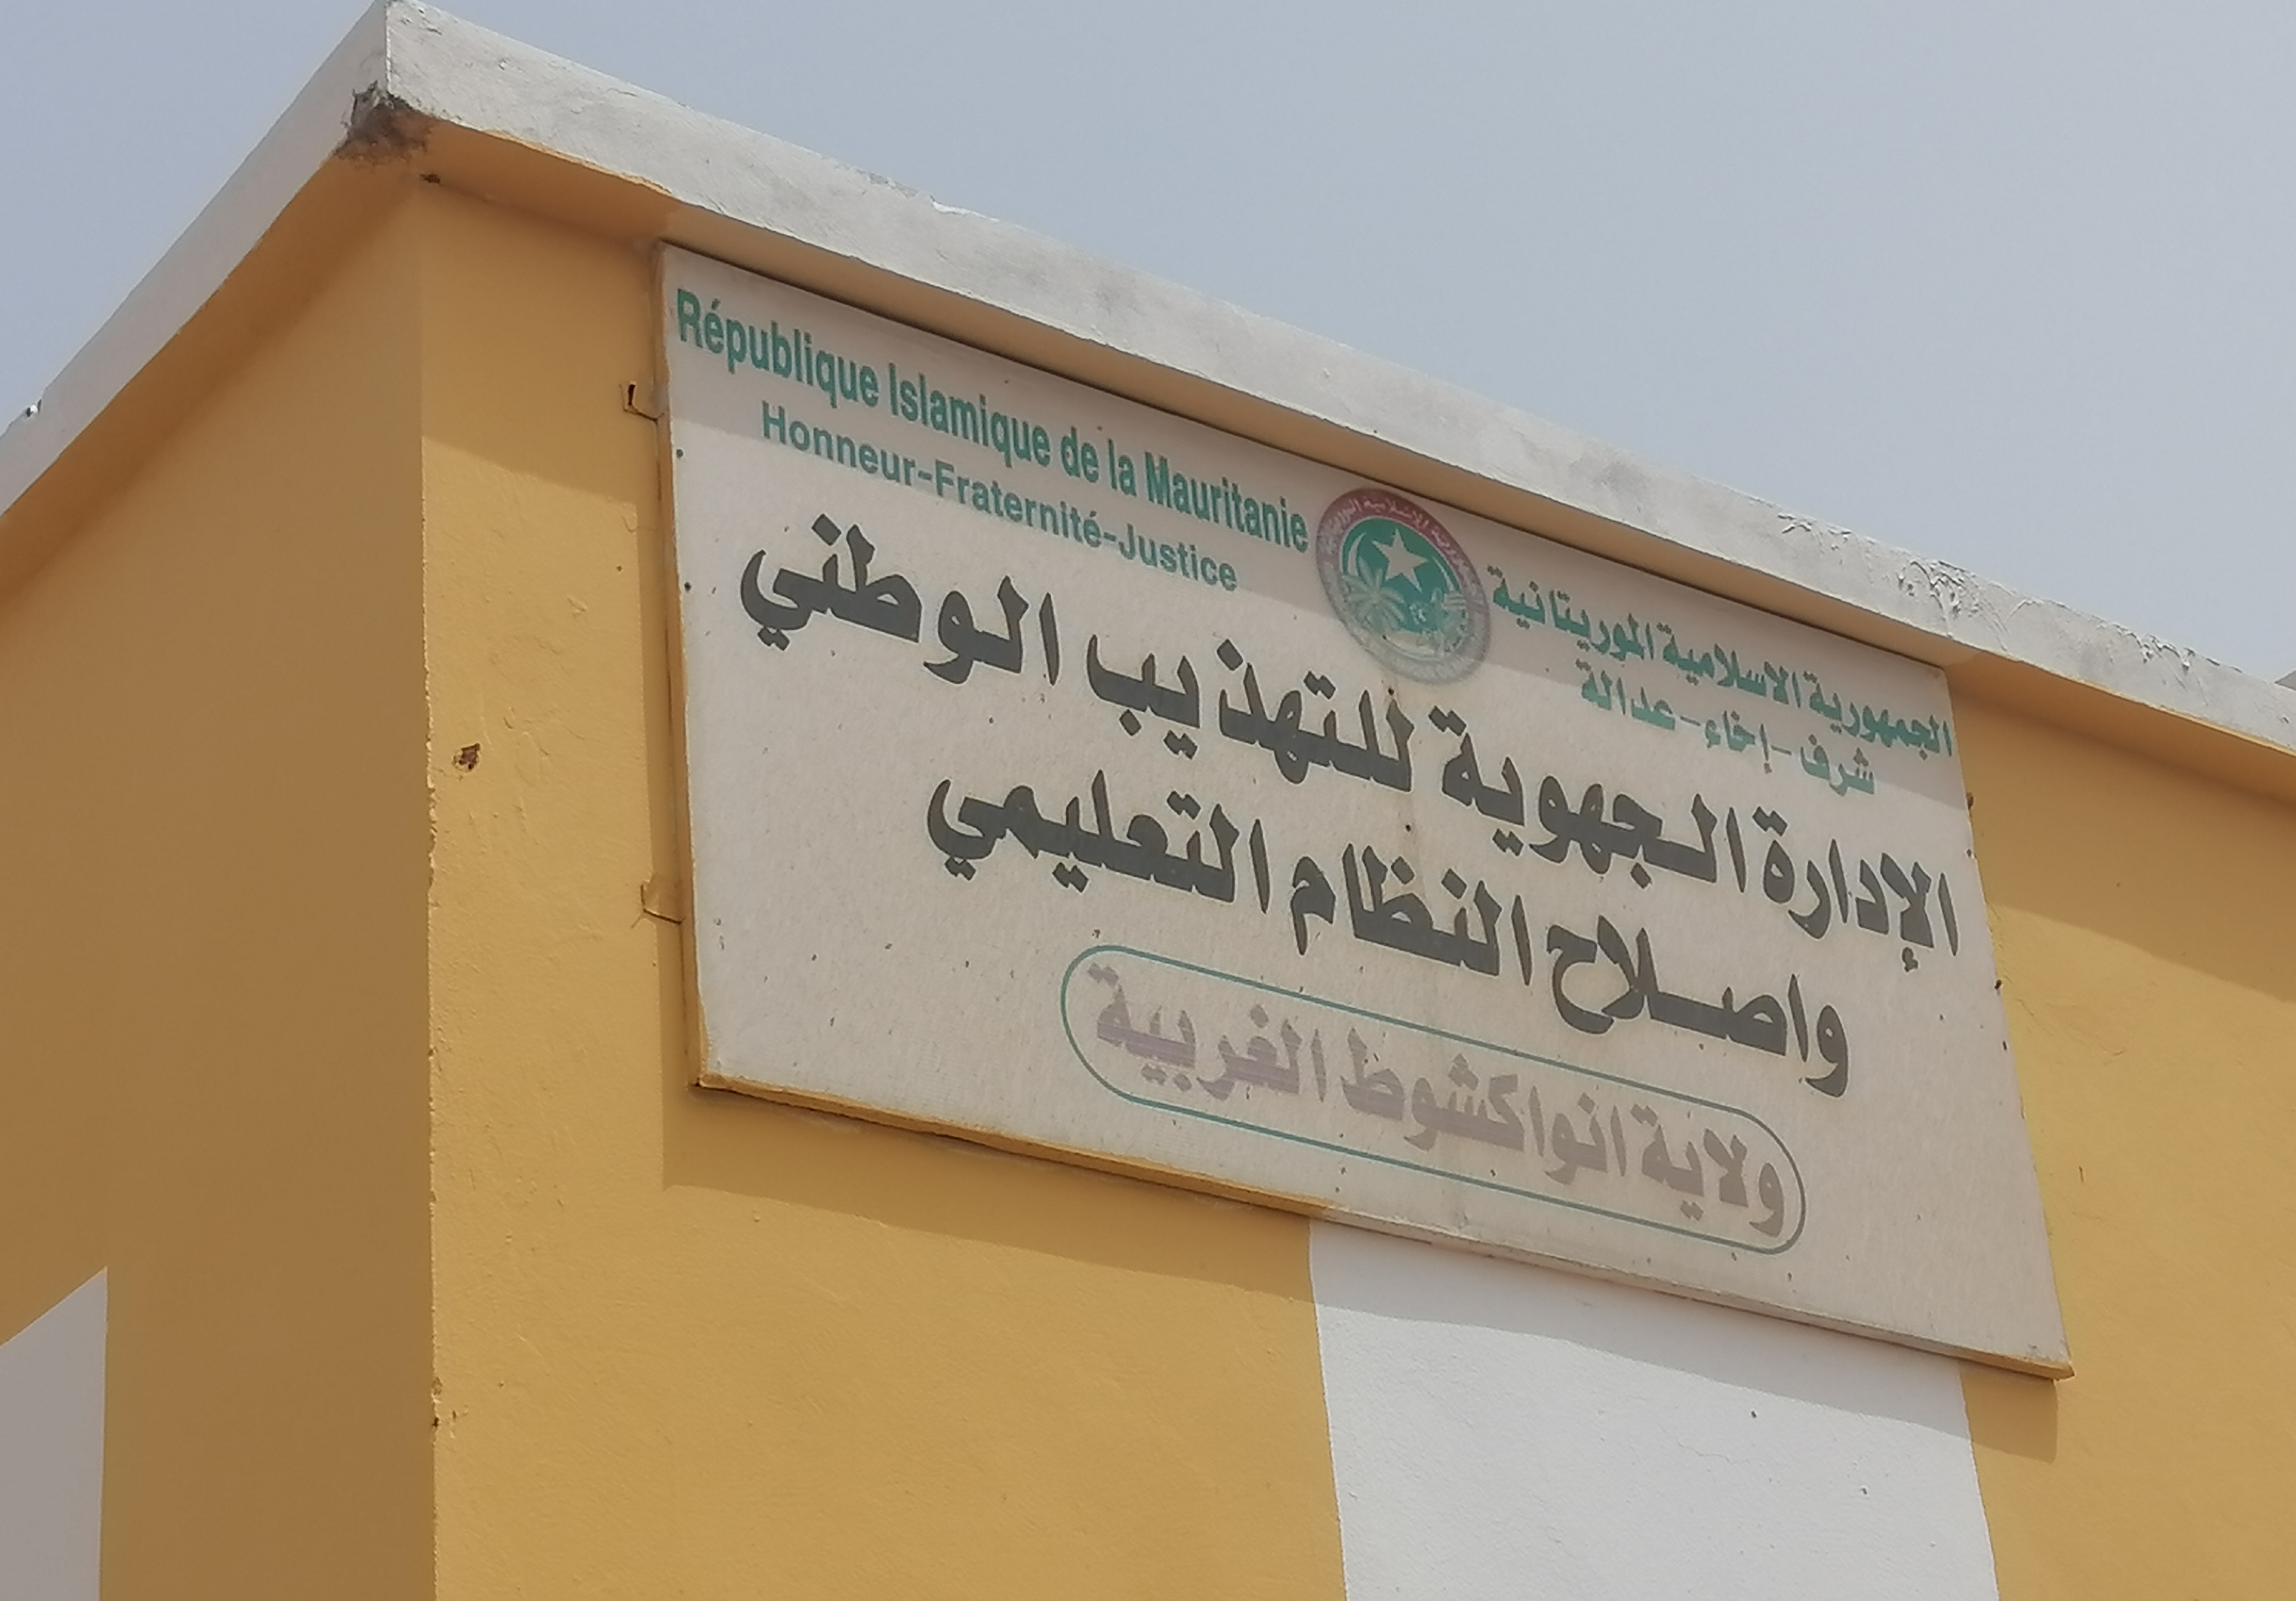 République Islamique de la Mauritanie
Honneur-Fraternité-Justice
الجمهورية الاسلامية الموريتانية
شرف-إخاء-عدالة
الإدارة الجهوية للتهذيب الوطني
واصلاح النظام التعليمي
ولاية انواكشوط الغربية